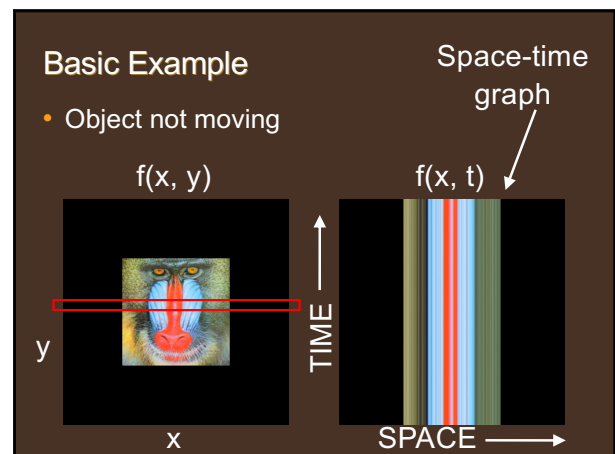 Basic Example
Space-time
graph
• Object not moving
f(x, y)
f(x, t)
y
TIME
x
SPACE